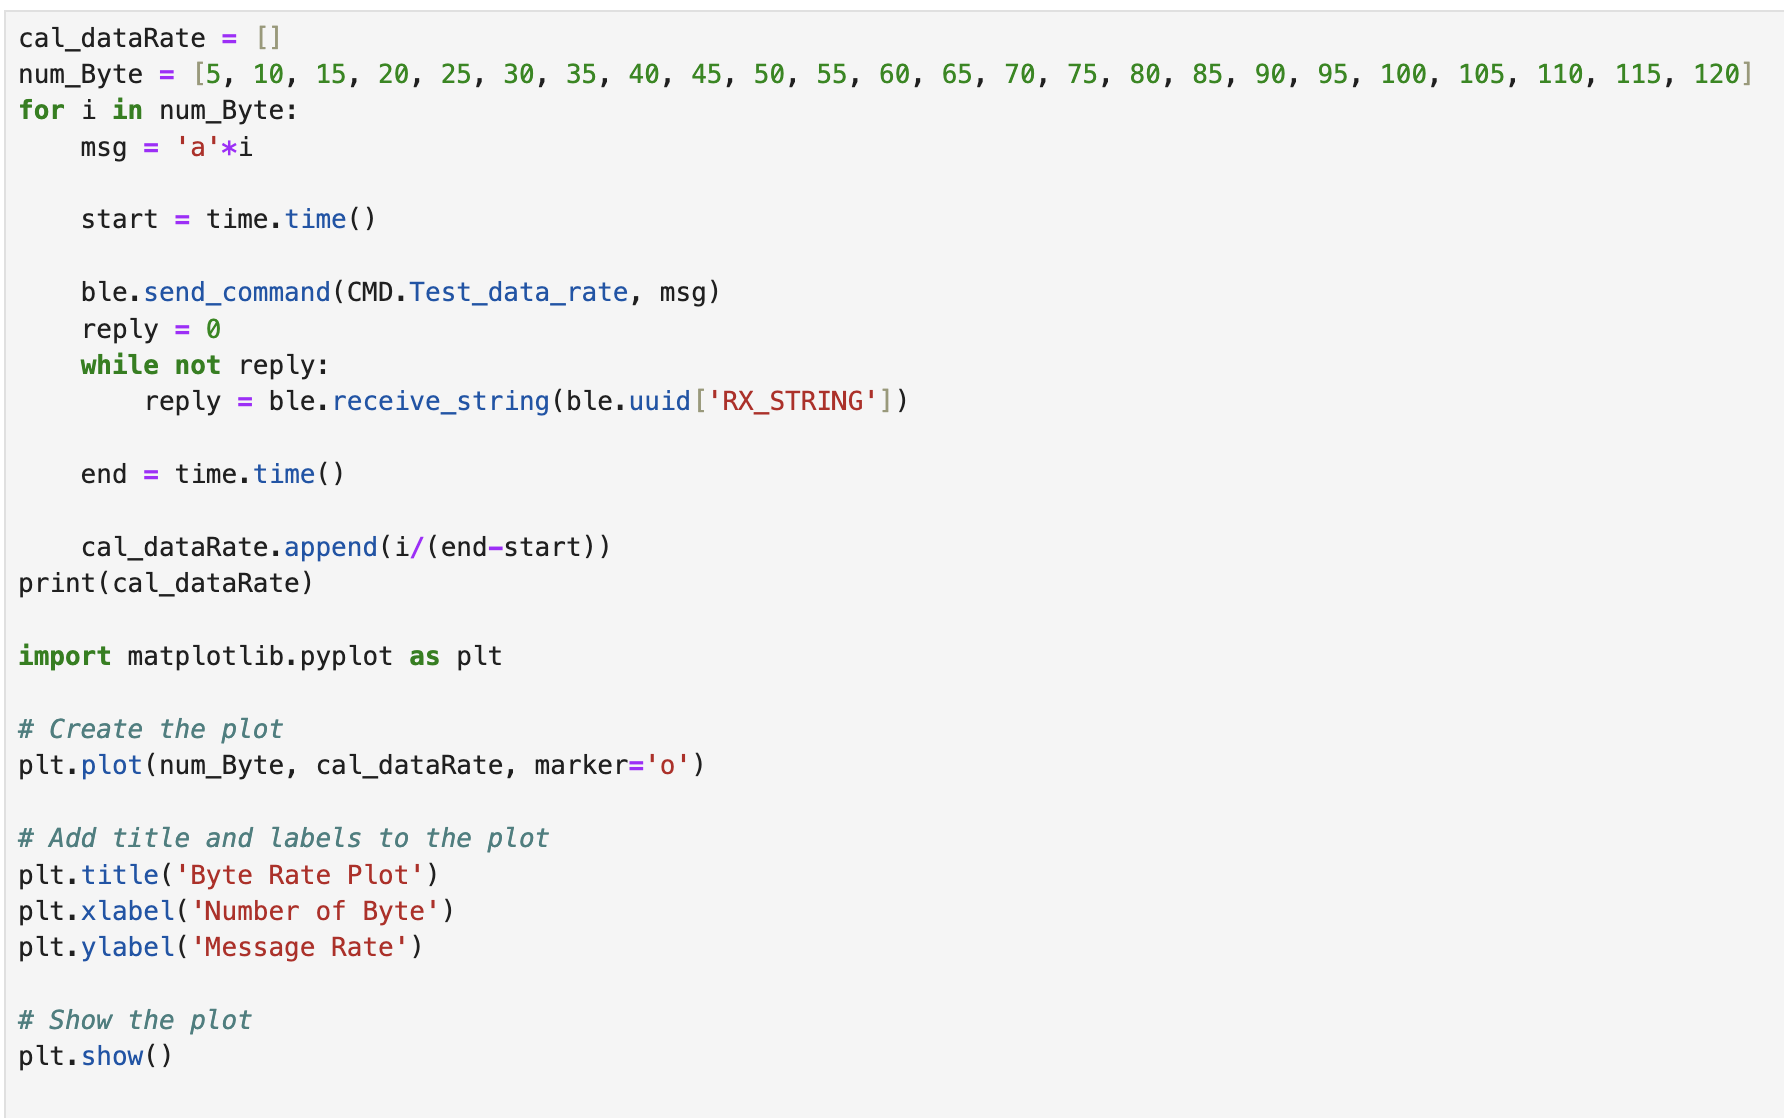 cal_dataRate = []
num_Byte = [5, 10, 15, 20, 25, 30, 35, 40, 45, 50, 55, 60, 65, 70, 75, 80, 85, 90, 95, 100, 105, 110, 115, 120]
for i in num_Byte:
    msg = 'a'*i

    start = time.time()

    ble.send_command(CMD.Test_data_rate, msg)
    reply = 0
    while not reply:
        reply = ble.receive_string(ble.uuid['RX_STRING'])

    end = time.time()

    cal_dataRate.append(i/(end-start))
print(cal_dataRate)

import matplotlib.pyplot as plt

# Create the plot
plt.plot(num_Byte, cal_dataRate, marker='o')

# Add title and labels to the plot
plt.title('Byte Rate Plot')
plt.xlabel('Number of Byte')
plt.ylabel('Message Rate')

# Show the plot
plt.show()